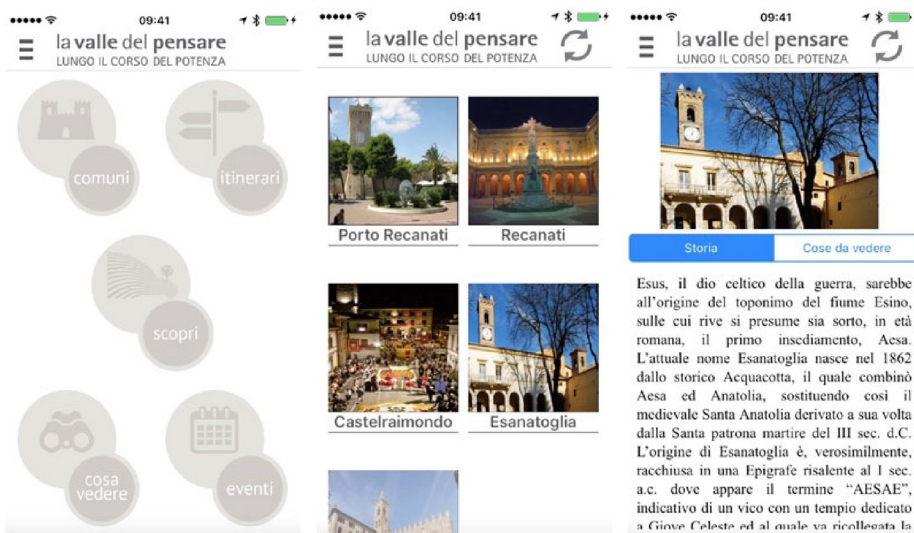 09:41
la valle del pensare
LUNGO IL CORSO DEL POTENZA
comuni
itinerari
scopri
cosa
vedere
eventi
09:41
la valle del pensare
LUNGO IL CORSO DEL POTENZA
Porto Recanati
Recanati
Castelraimondo
Esanatoglia
09:41
la valle del pensare
LUNGO IL CORSO DEL POTENZA
Storia
Cose da vedere
Esus, il dio celtico della guerra, sarebbe
all'origine del toponimo del fiume Esino,
sulle cui rive si presume sia sorto, in età
romana, il primo insediamento, Aesa.
L'attuale nome Esanatoglia nasce nel 1862
dallo storico Acquacotta, il quale combinò
Aesa ed Anatolia, sostituendo così il
medievale Santa Anatolia derivato a sua volta
dalla Santa patrona martire del III sec. d.C.
L'origine di Esanatoglia è, verosimilmente,
racchiusa in una Epigrafe risalente al I sec.
a.c. dove appare il termine "AESAE",
indicativo di un vico con un tempio dedicato
a Giove Celeste ed al quale va ricollegata la